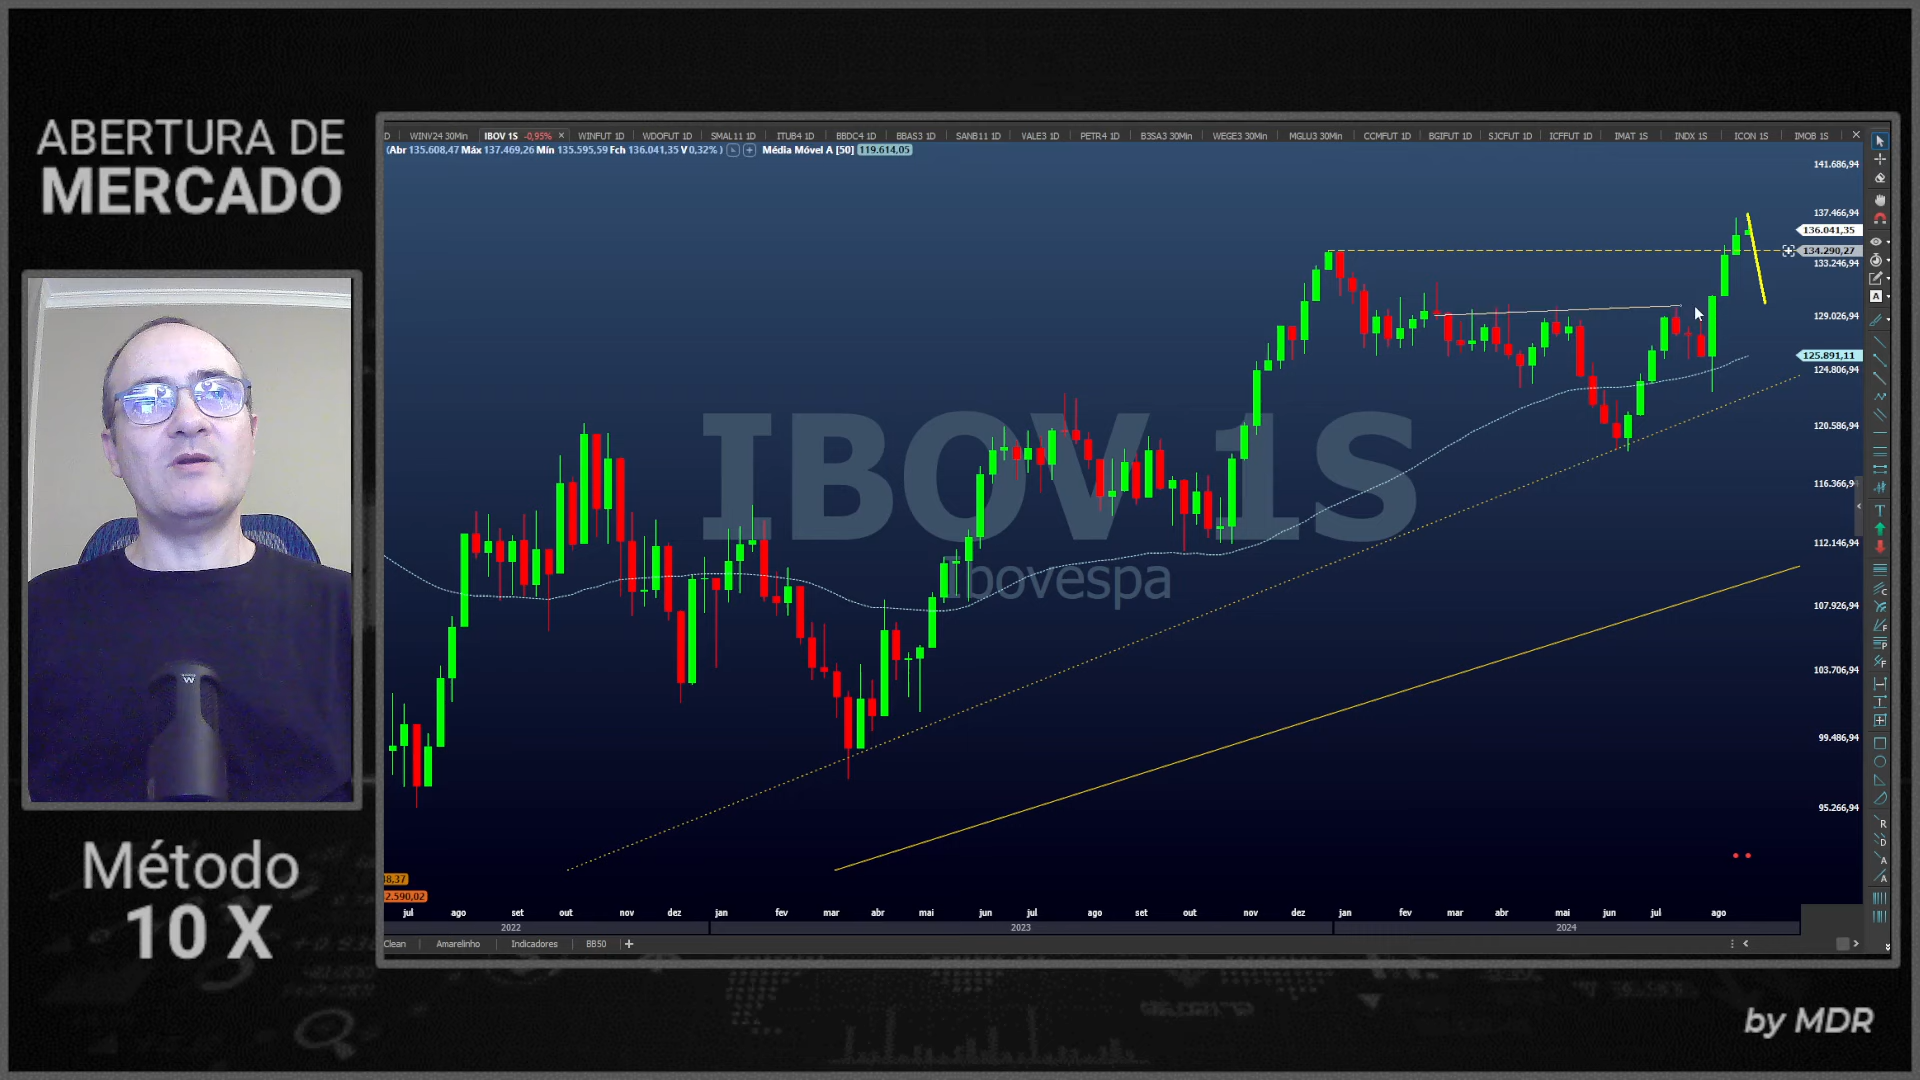 ABERTURA DE
MERCADO
D WINV24 30Min IBOV 1S -0,95% × WINFUT 1D WDOFUT 1D SMAL11 1D ITUB4 1D BBDC4 1D BBAS3 1D SANB11 1D VALE3 1D PETR4 1D B3SA3 30Min WEGE3 30Min MGLU3 30Min CCMFUT 1D BGIFUT 1D SJCFUT 1D ICFFUT 1D IMAT 1S INDX 1S ICON 1S IMOB 1S
(Abr 135.608,47 Máx 137.469,26 Mín 135.595,59 Fch 136.041,35 V 0,32% ) Média Móvel A [50] 119.614,05
141.686,94
137.466,94
136.041,35
134.290,27
133.246,94
129.026,94
125.891,11
124.806,94
120.586,94
116.366,94
112.146,94
107.926,94
103.706,94
99.486,94
95.266,94
IBOV 1S
Ibovespa
38,37
2.590,02
jul ago set out nov dez jan fev mar abr mai jun jul ago set out nov dez jan fev mar abr mai jun jul ago
2022 2023 2024
Clean Amarelinho Indicadores BB50 +
Método
10 X
by MDR